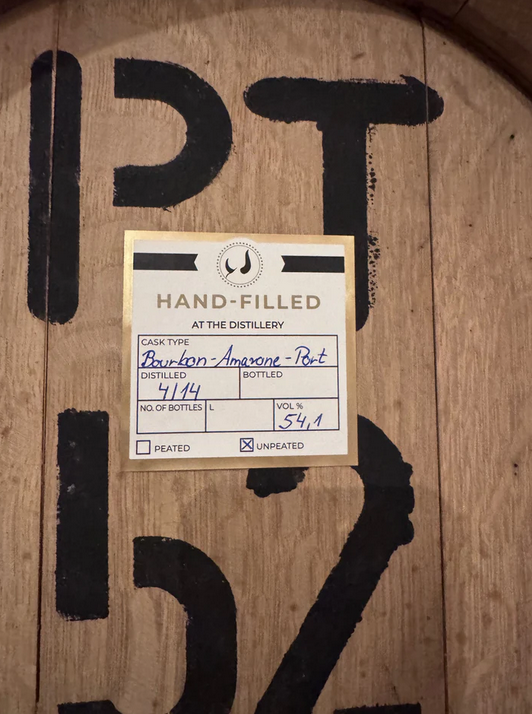 PT
HAND-FILLED
AT THE DISTILLERY
CASK TYPE
Bourbon-Amarone-Port
DISTILLED BOTTLED
4/14
NO. OF BOTTLES L VOL %
54,1
PEATED UNPEATED
52